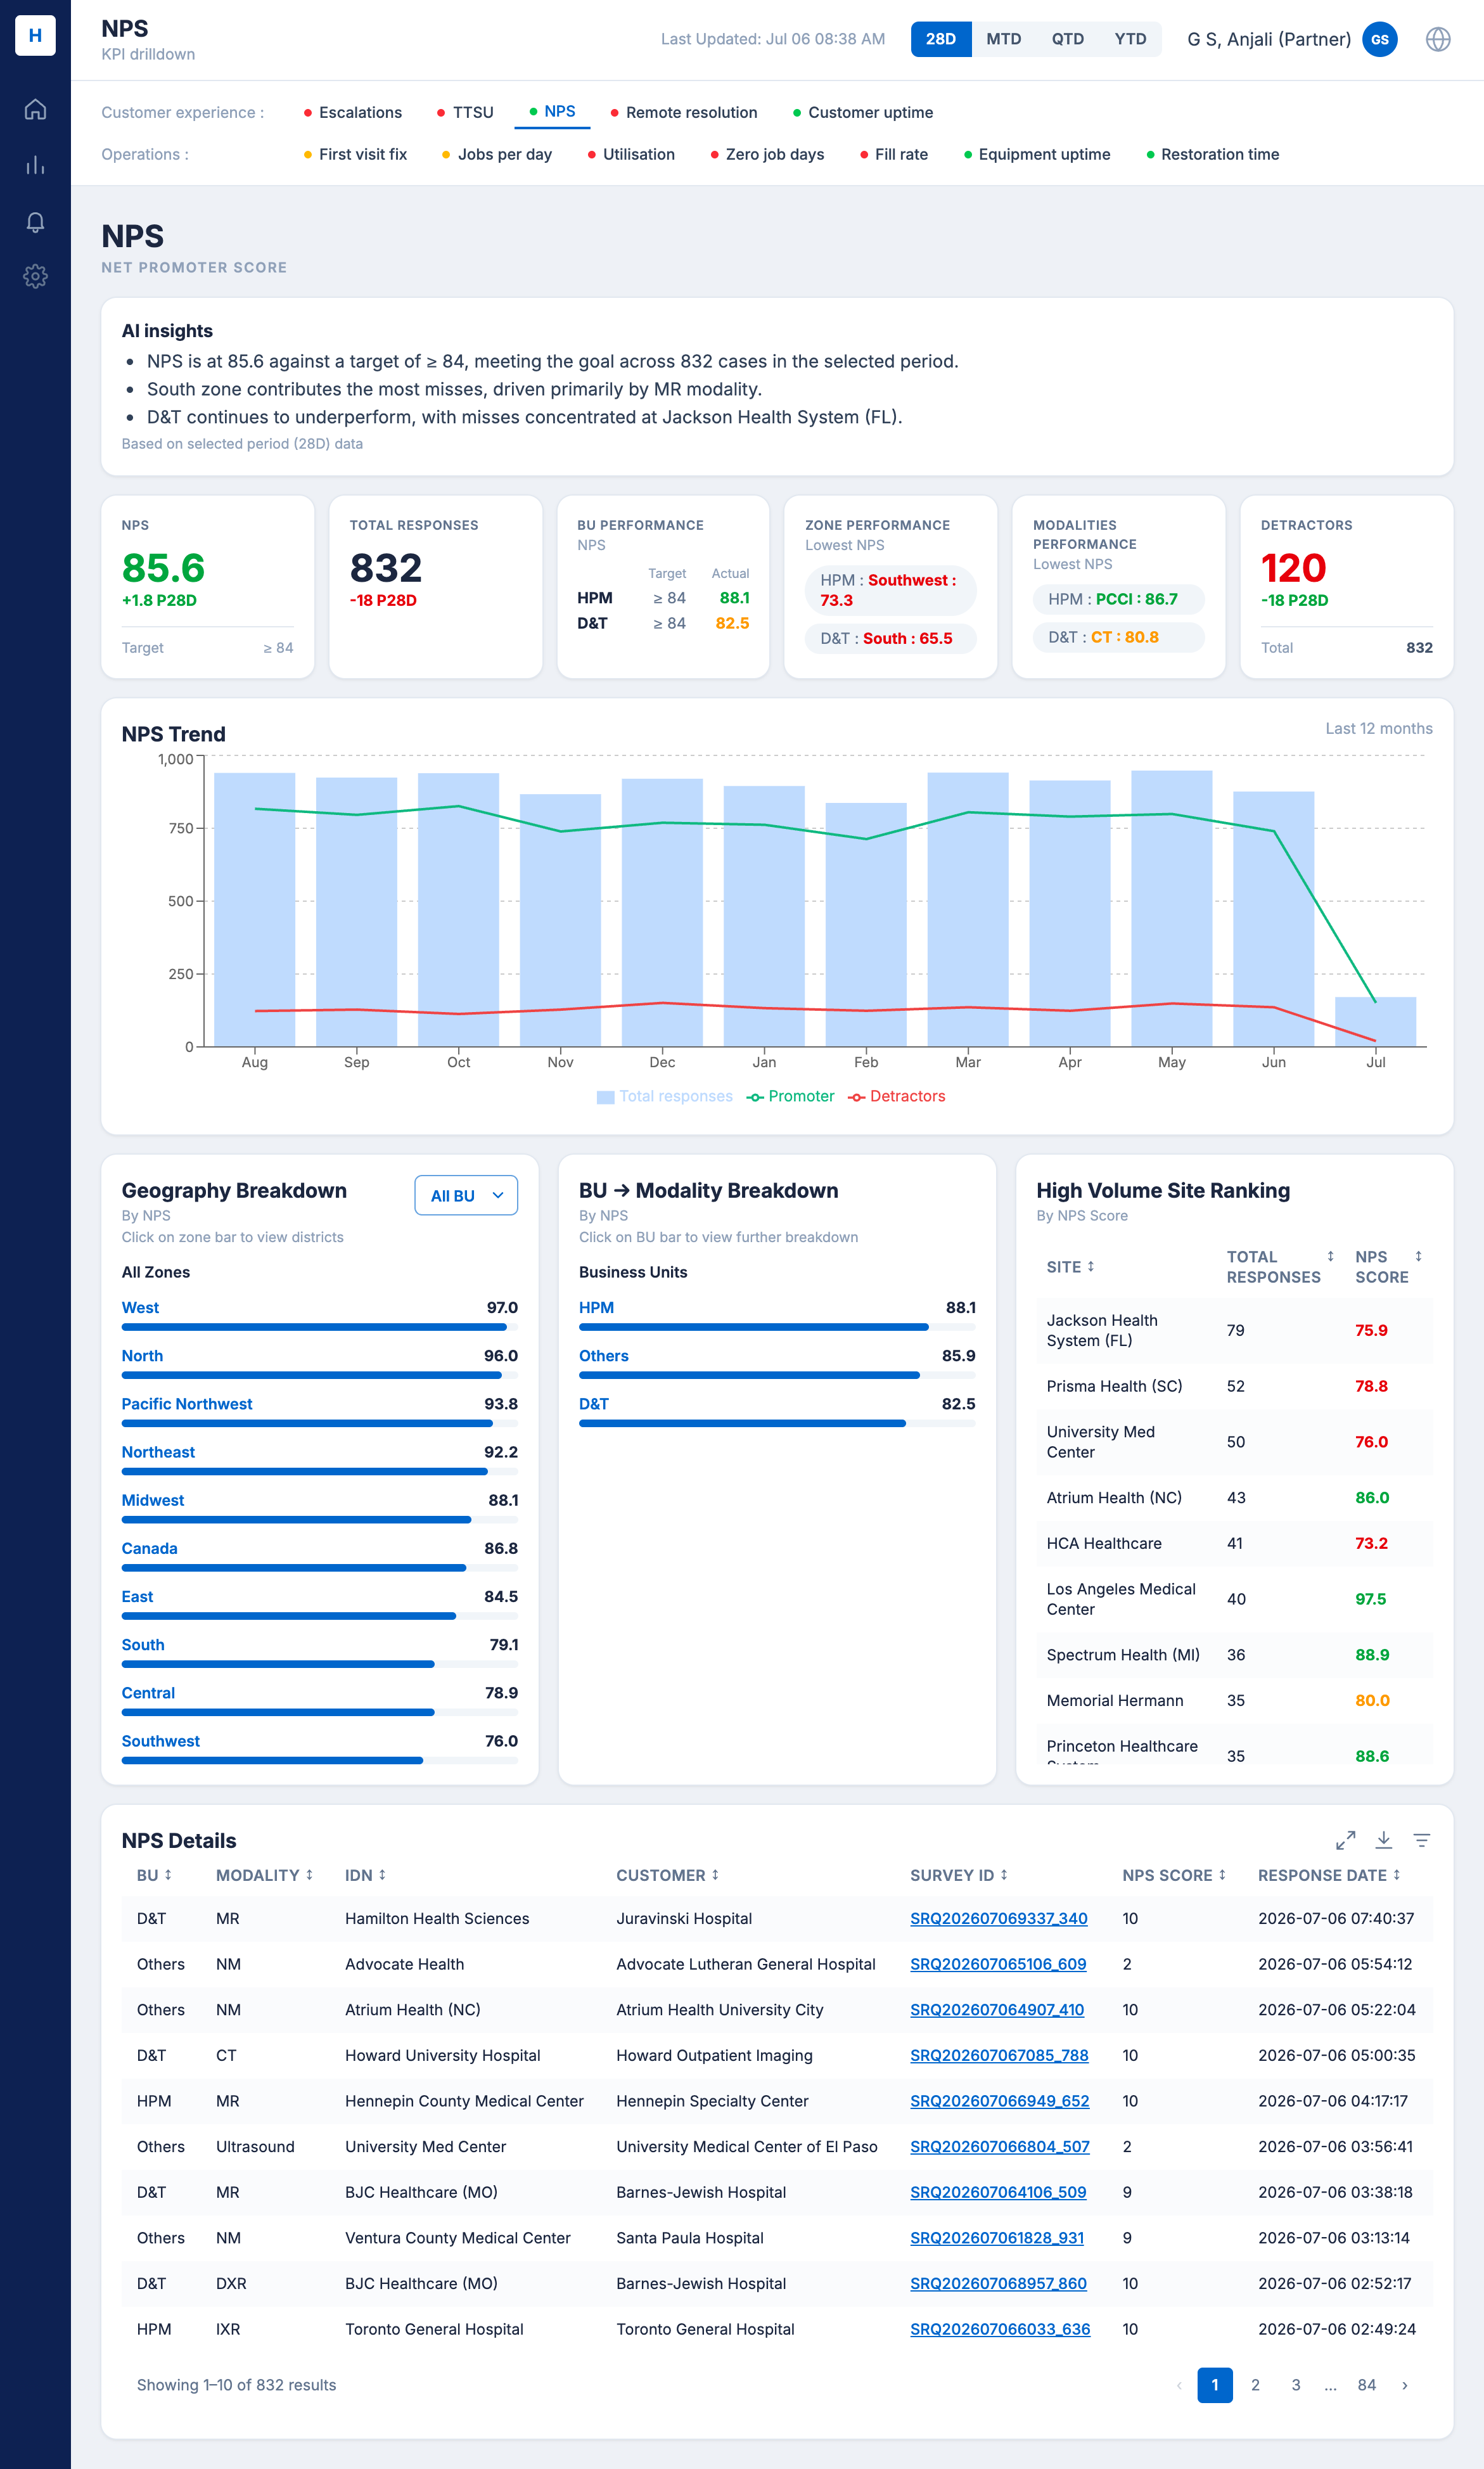 H
NPS
KPI drilldown
Last Updated: Jul 06 08:38 AM
28D MTD QTD YTD
G S, Anjali (Partner) GS
Customer experience : Escalations TTSU NPS Remote resolution Customer uptime
Operations : First visit fix Jobs per day Utilisation Zero job days Fill rate Equipment uptime Restoration time
NPS
NET PROMOTER SCORE
AI insights
• NPS is at 85.6 against a target of ≥ 84, meeting the goal across 832 cases in the selected period.
• South zone contributes the most misses, driven primarily by MR modality.
• D&T continues to underperform, with misses concentrated at Jackson Health System (FL).
Based on selected period (28D) data
NPS
85.6
+1.8 P28D
Target ≥ 84
TOTAL RESPONSES
832
-18 P28D
BU PERFORMANCE
NPS
Target Actual
HPM ≥ 84 88.1
D&T ≥ 84 82.5
ZONE PERFORMANCE
Lowest NPS
HPM : Southwest :
73.3
D&T : South : 65.5
MODALITIES
PERFORMANCE
Lowest NPS
HPM : PCCI : 86.7
D&T : CT : 80.8
DETRACTORS
120
-18 P28D
Total 832
NPS Trend
Last 12 months
1,000
750
500
250
0
Aug Sep Oct Nov Dec Jan Feb Mar Apr May Jun Jul
Total responses Promoter Detractors
Geography Breakdown
All BU
By NPS
Click on zone bar to view districts
All Zones
West 97.0
North 96.0
Pacific Northwest 93.8
Northeast 92.2
Midwest 88.1
Canada 86.8
East 84.5
South 79.1
Central 78.9
Southwest 76.0
BU → Modality Breakdown
By NPS
Click on BU bar to view further breakdown
Business Units
HPM 88.1
Others 85.9
D&T 82.5
High Volume Site Ranking
By NPS Score
SITE TOTAL RESPONSES NPS SCORE
Jackson Health System (FL) 79 75.9
Prisma Health (SC) 52 78.8
University Med Center 50 76.0
Atrium Health (NC) 43 86.0
HCA Healthcare 41 73.2
Los Angeles Medical Center 40 97.5
Spectrum Health (MI) 36 88.9
Memorial Hermann 35 80.0
Princeton Healthcare 35 88.6
NPS Details
BU MODALITY IDN CUSTOMER SURVEY ID NPS SCORE RESPONSE DATE
D&T MR Hamilton Health Sciences Juravinski Hospital SRQ202607069337_340 10 2026-07-06 07:40:37
Others NM Advocate Health Advocate Lutheran General Hospital SRQ202607065106_609 2 2026-07-06 05:54:12
Others NM Atrium Health (NC) Atrium Health University City SRQ202607064907_410 10 2026-07-06 05:22:04
D&T CT Howard University Hospital Howard Outpatient Imaging SRQ202607067085_788 10 2026-07-06 05:00:35
HPM MR Hennepin County Medical Center Hennepin Specialty Center SRQ202607066949_652 10 2026-07-06 04:17:17
Others Ultrasound University Med Center University Medical Center of El Paso SRQ202607066804_507 2 2026-07-06 03:56:41
D&T MR BJC Healthcare (MO) Barnes-Jewish Hospital SRQ202607064106_509 9 2026-07-06 03:38:18
Others NM Ventura County Medical Center Santa Paula Hospital SRQ202607061828_931 9 2026-07-06 03:13:14
D&T DXR BJC Healthcare (MO) Barnes-Jewish Hospital SRQ202607068957_860 10 2026-07-06 02:52:17
HPM IXR Toronto General Hospital Toronto General Hospital SRQ202607066033_636 10 2026-07-06 02:49:24
Showing 1–10 of 832 results
‹ 1 2 3 ... 84 ›